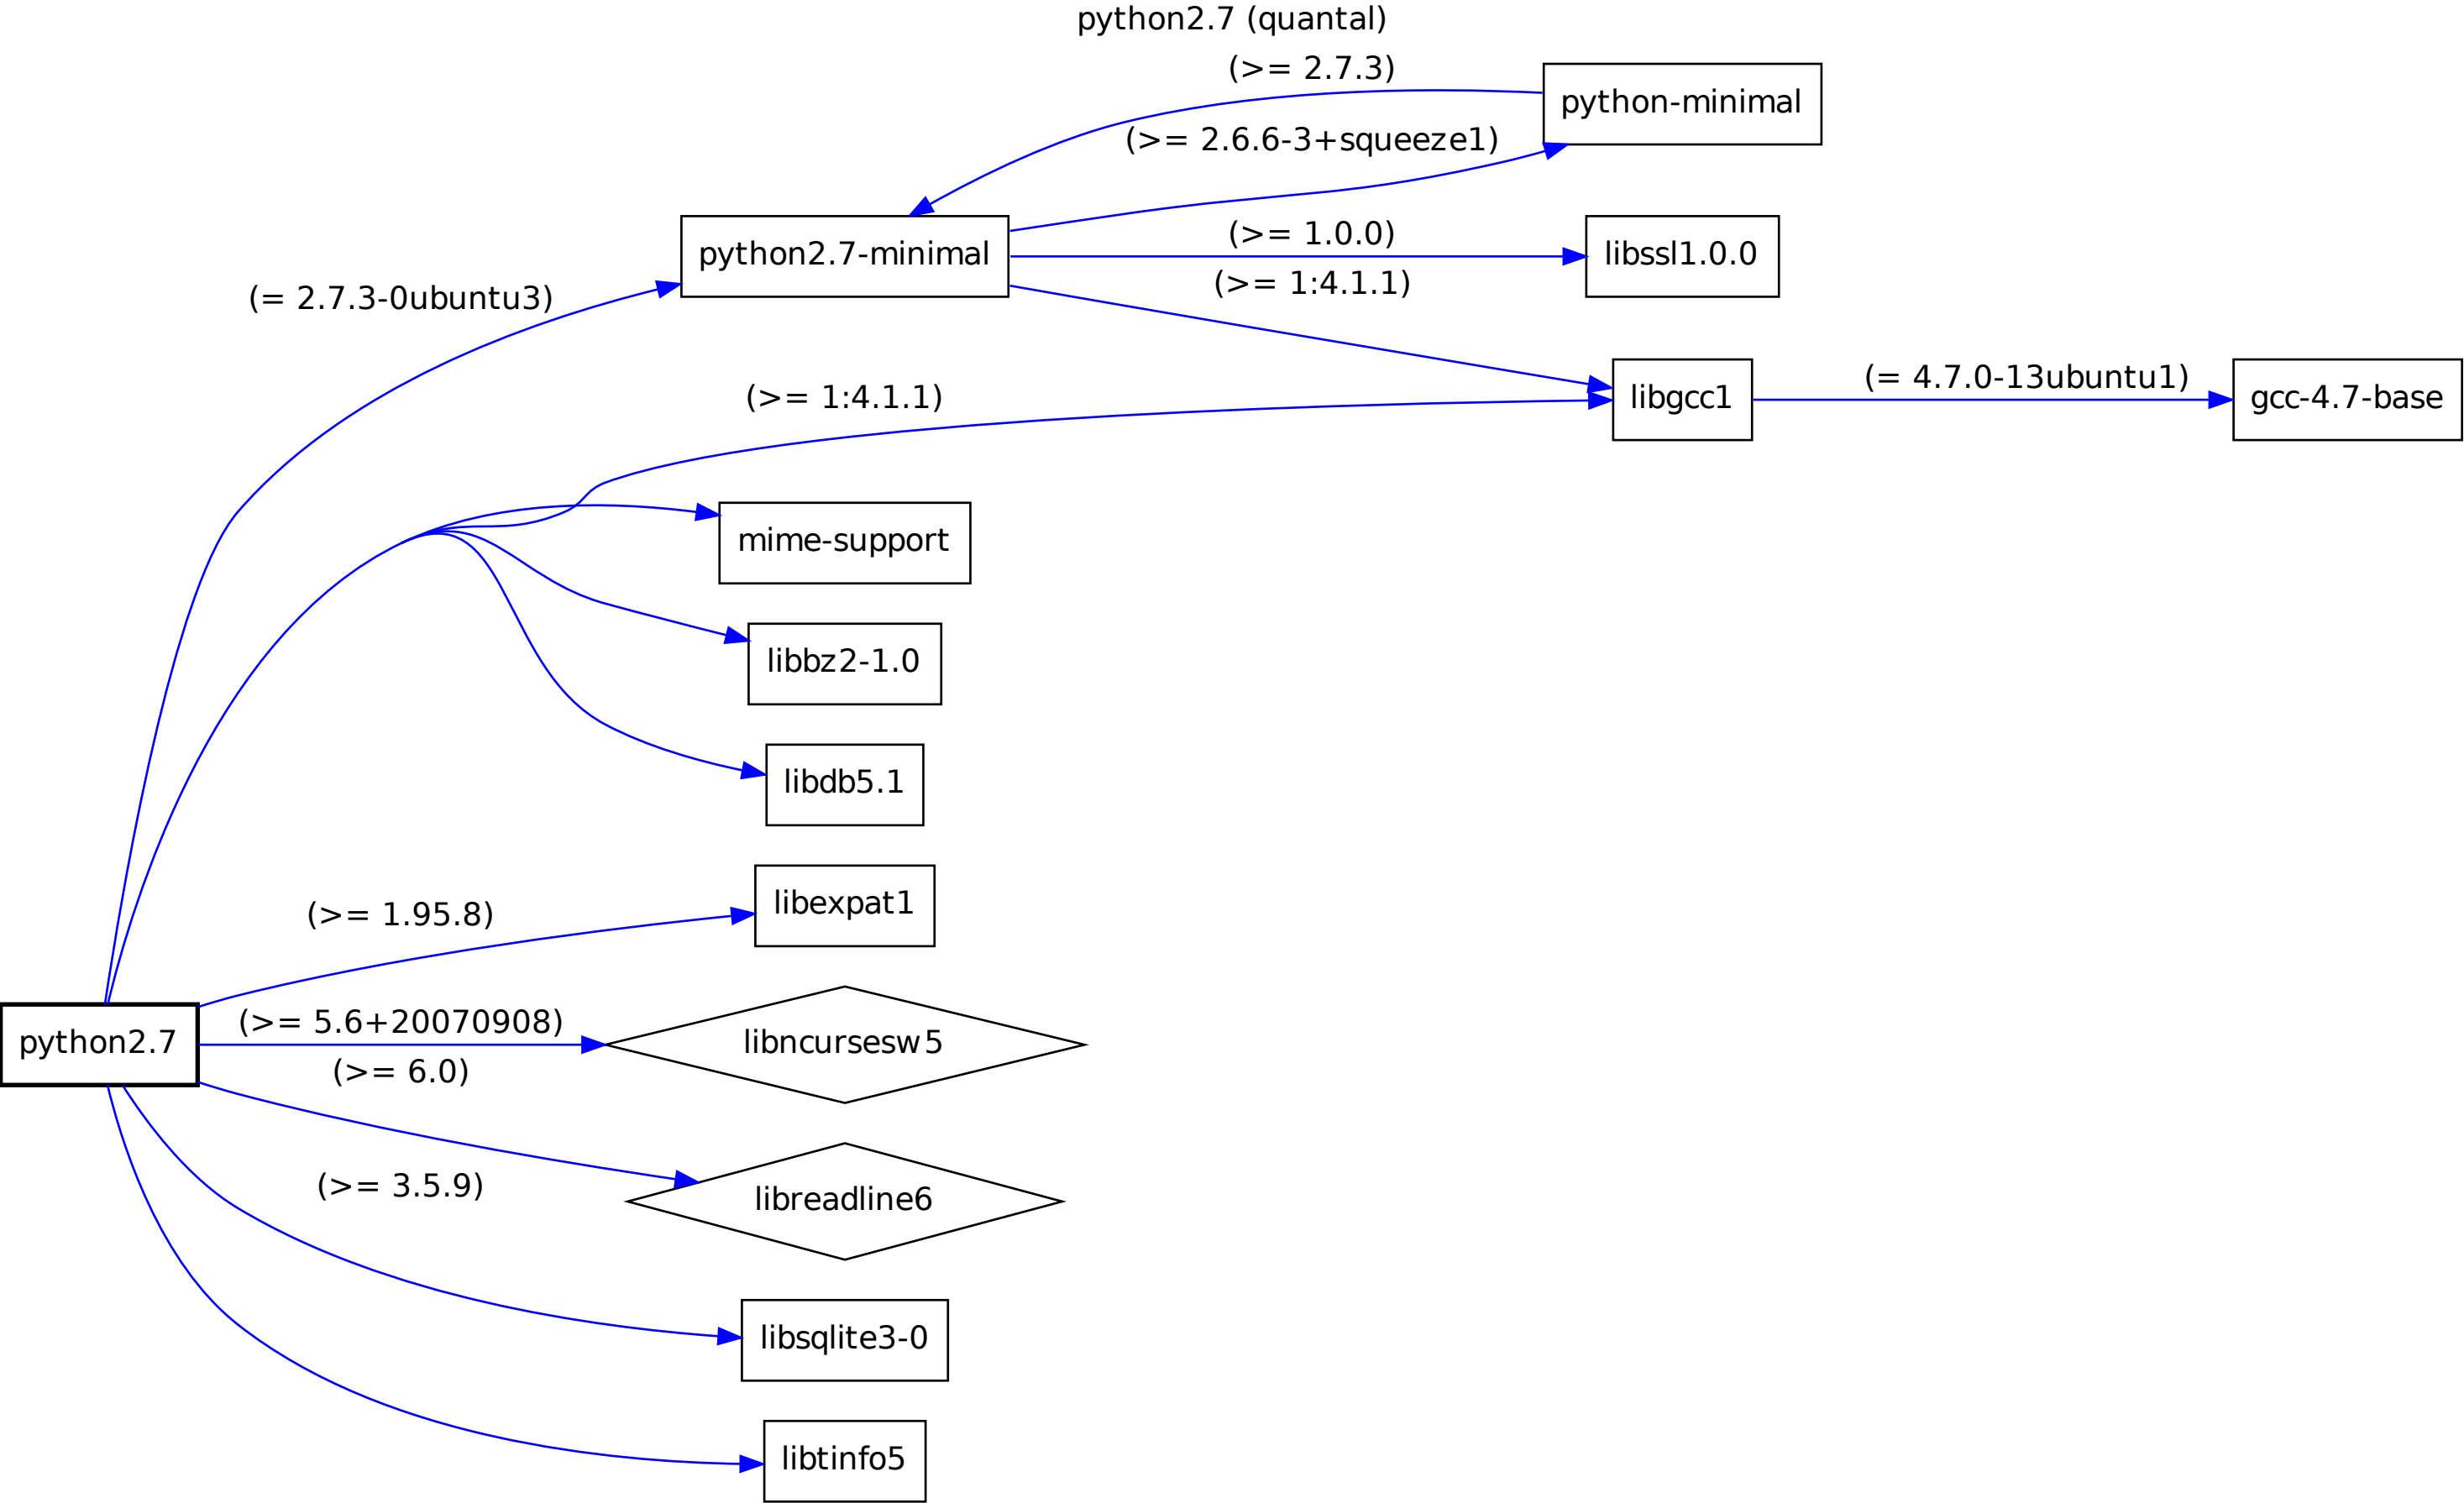 python2.7 (quantal)
(>= 2.7.3)
python-minimal
(>= 2.6.6-3+squeeze1)
python2.7-minimal
(>= 1.0.0)
libssl1.0.0
(>= 1:4.1.1)
(= 2.7.3-0ubuntu3)
(>= 1:4.1.1)
libgcc1
(= 4.7.0-13ubuntu1)
gcc-4.7-base
mime-support
libbz2-1.0
libdb5.1
libexpat1
(>= 1.95.8)
python2.7
(>= 5.6+20070908)
libncursesw5
(>= 6.0)
libreadline6
(>= 3.5.9)
libsqlite3-0
libtinfo5